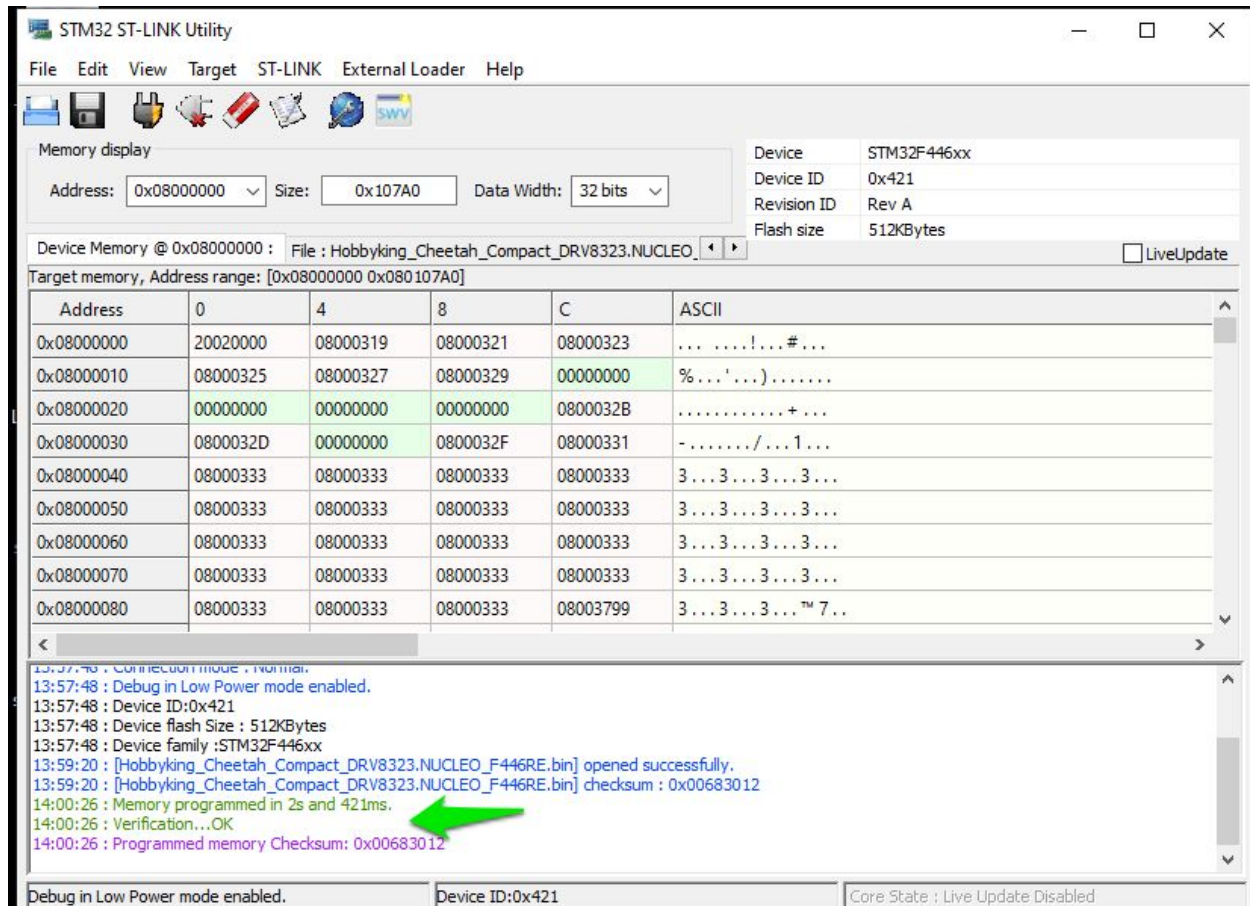 STM32 ST-LINK Utility
File Edit View Target ST-LINK External Loader Help
SWV
Memory display
Address: 0x08000000 Size: 0x107A0 Data Width: 32 bits
Device STM32F446xx
Device ID 0x421
Revision ID Rev A
Flash size 512KBytes
Device Memory @ 0x08000000 : File : Hobbyking_Cheetah_Compact_DRV8323.NUCLEO_ LiveUpdate
Target memory, Address range: [0x08000000 0x080107A0]
Address 0 4 8 C ASCII
0x08000000 20020000 08000319 08000321 08000323 ... ....!...#...
0x08000010 08000325 08000327 08000329 00000000 %...'...).......
0x08000020 00000000 00000000 00000000 0800032B ............+...
0x08000030 0800032D 00000000 0800032F 08000331 -......./...1...
0x08000040 08000333 08000333 08000333 08000333 3...3...3...3...
0x08000050 08000333 08000333 08000333 08000333 3...3...3...3...
0x08000060 08000333 08000333 08000333 08000333 3...3...3...3...
0x08000070 08000333 08000333 08000333 08000333 3...3...3...3...
0x08000080 08000333 08000333 08000333 08003799 3...3...3...™7..
13:57:48 : Connection mode : Normal.
13:57:48 : Debug in Low Power mode enabled.
13:57:48 : Device ID:0x421
13:57:48 : Device flash Size : 512KBytes
13:57:48 : Device family :STM32F446xx
13:59:20 : [Hobbyking_Cheetah_Compact_DRV8323.NUCLEO_F446RE.bin] opened successfully.
13:59:20 : [Hobbyking_Cheetah_Compact_DRV8323.NUCLEO_F446RE.bin] checksum : 0x00683012
14:00:26 : Memory programmed in 2s and 421ms.
14:00:26 : Verification...OK
14:00:26 : Programmed memory Checksum: 0x00683012
Debug in Low Power mode enabled. Device ID:0x421 Core State : Live Update Disabled